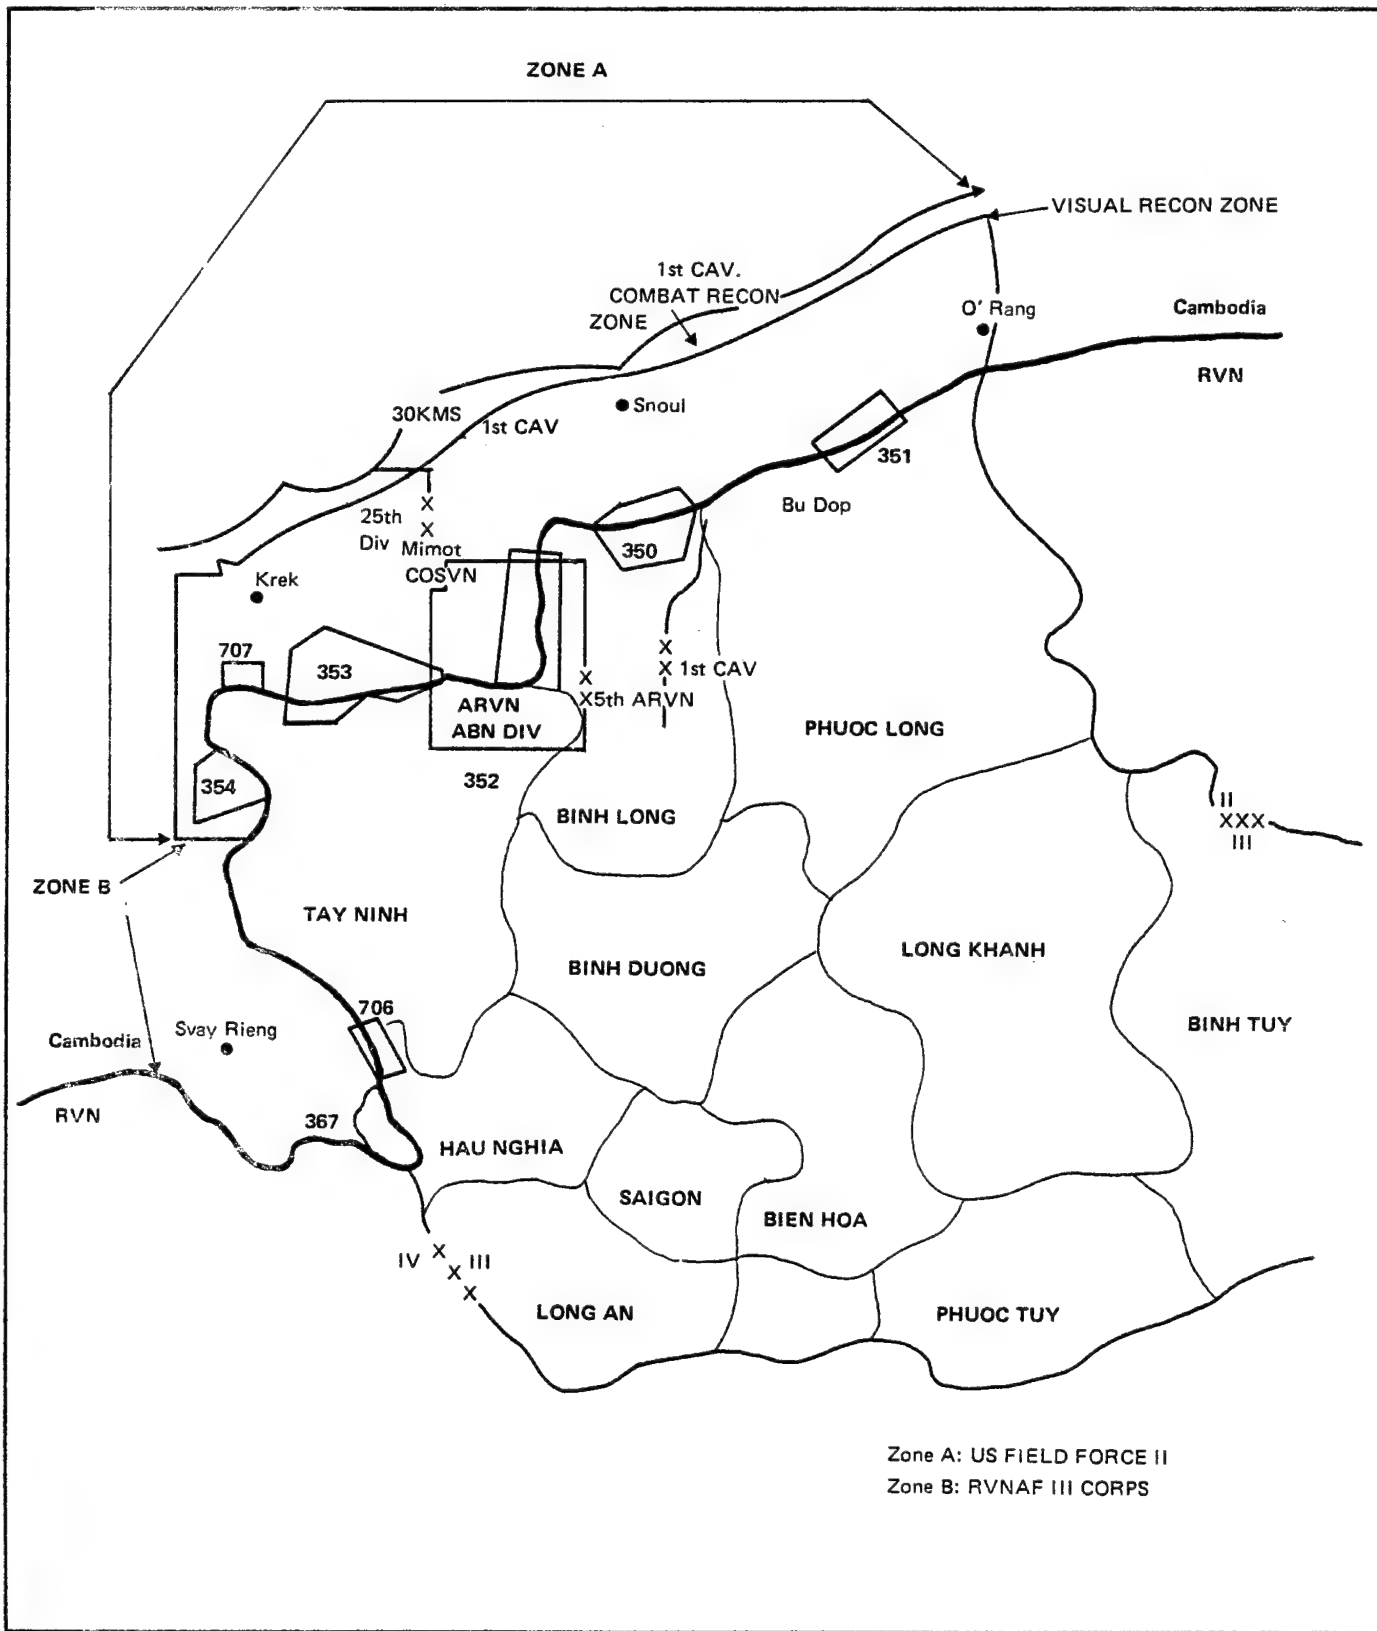 ZONE A
VISUAL RECON ZONE
1st CAV.
COMBAT RECON
ZONE
O' Rang
Cambodia
RVN
30KMS
1st CAV
Snoul
351
Bu Dop
25th
Div
X
X
Mimot
COSVN
350
Krek
707
353
X
X
1st CAV
X
X5th ARVN
ARVN
ABN DIV
PHUOC LONG
354
352
II
XXX
III
BINH LONG
ZONE B
TAY NINH
LONG KHANH
BINH DUONG
706
BINH TUY
Svay Rieng
Cambodia
RVN
367
HAU NGHIA
SAIGON
BIEN HOA
IV
X
X
X
III
LONG AN
PHUOC TUY
Zone A: US FIELD FORCE II
Zone B: RVNAF III CORPS